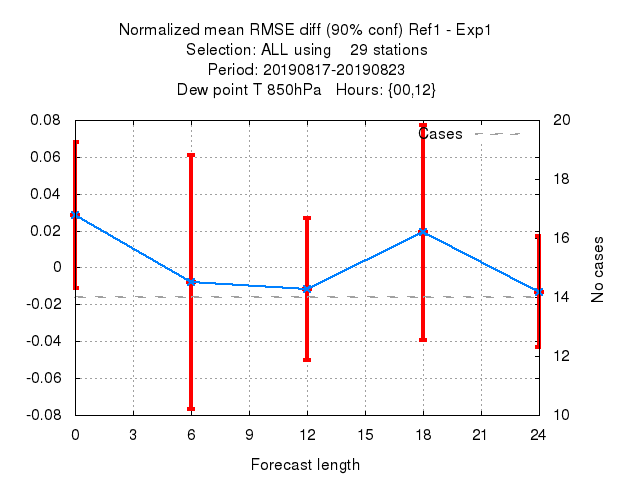 Normalized mean RMSE diff (90% conf) Ref1 - Exp1
Selection: ALL using    29 stations
Period: 20190817-20190823
Dew point T 850hPa   Hours: {00,12}
Cases
0.08
0.06
0.04
0.02
0
-0.02
-0.04
-0.06
-0.08
20
18
16
14
12
10
No cases
0 3 6 9 12 15 18 21 24
Forecast length